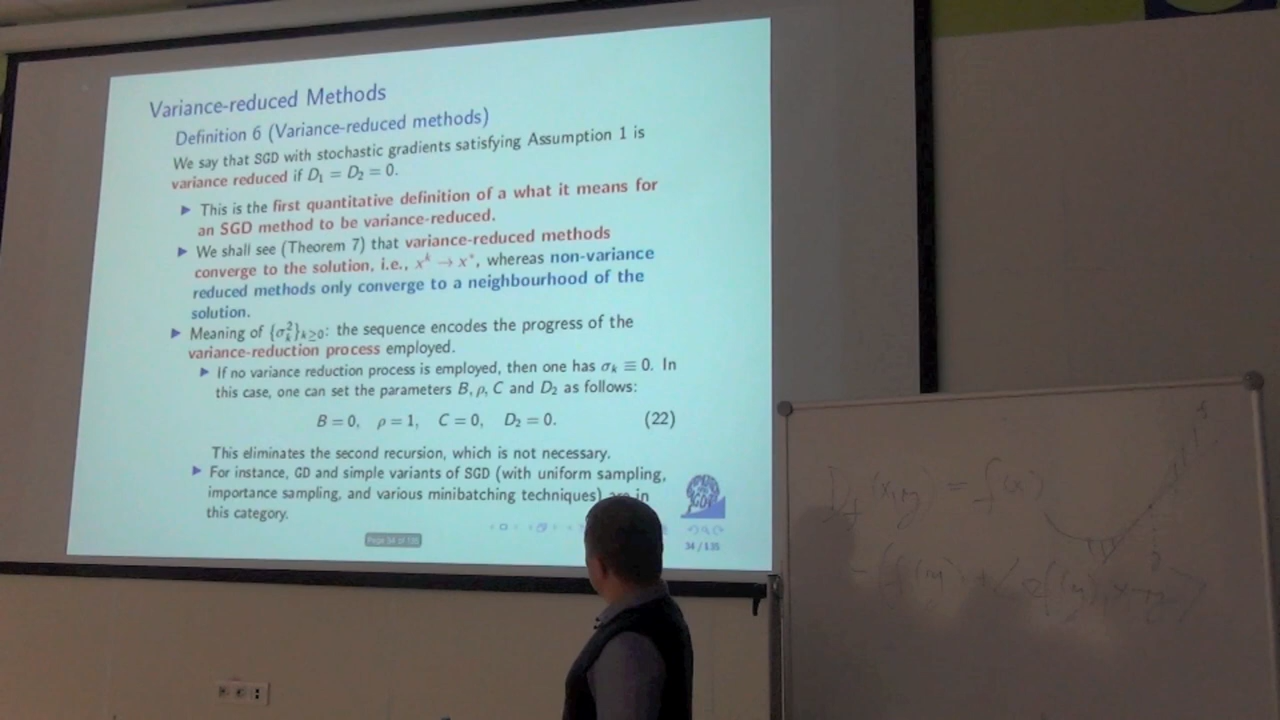 Variance-reduced Methods
Definition 6 (Variance-reduced methods)
We say that SGD with stochastic gradients satisfying Assumption 1 is
variance reduced if D₁ = D₂ = 0.
▶ This is the first quantitative definition of a what it means for
an SGD method to be variance-reduced.
▶ We shall see (Theorem 7) that variance-reduced methods
converge to the solution, i.e., xᵏ → x*, whereas non-variance
reduced methods only converge to a neighbourhood of the
solution.
▶ Meaning of {σ²ₖ}ₖ≥₀: the sequence encodes the progress of the
variance-reduction process employed.
▶ If no variance reduction process is employed, then one has σₖ ≡ 0. In
this case, one can set the parameters B, ρ, C and D₂ as follows:
B = 0, ρ = 1, C = 0, D₂ = 0. (22)
This eliminates the second recursion, which is not necessary.
▶ For instance, GD and simple variants of SGD (with uniform sampling,
importance sampling, and various minibatching techniques) in
this category.
Page 34 of 135
34 / 135
D_f (x,y) = f(x)